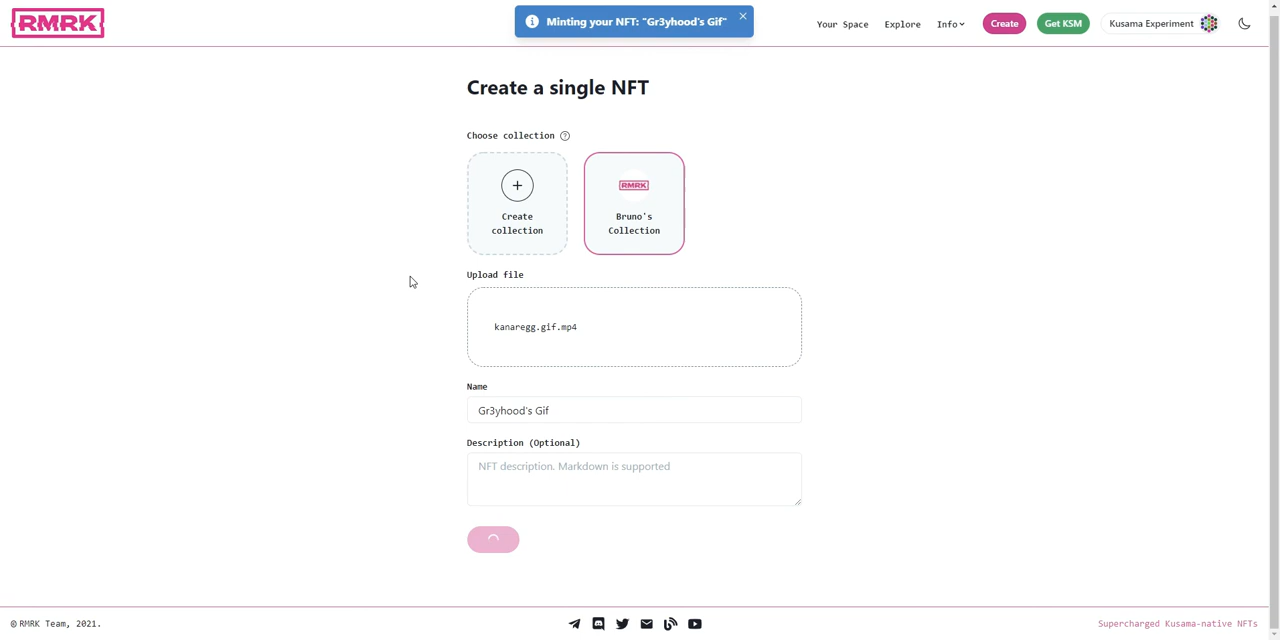 RMRK
Minting your NFT: "Gr3yhood's Gif"
Your Space
Explore
Info
Create
Get KSM
Kusama Experiment
Create a single NFT
Choose collection
Create
collection
RMRK
Bruno's
Collection
Upload file
kanaregg.gif.mp4
Name
Gr3yhood's Gif
Description (Optional)
NFT description. Markdown is supported
© RMRK Team, 2021.
Supercharged Kusama-native NFTs